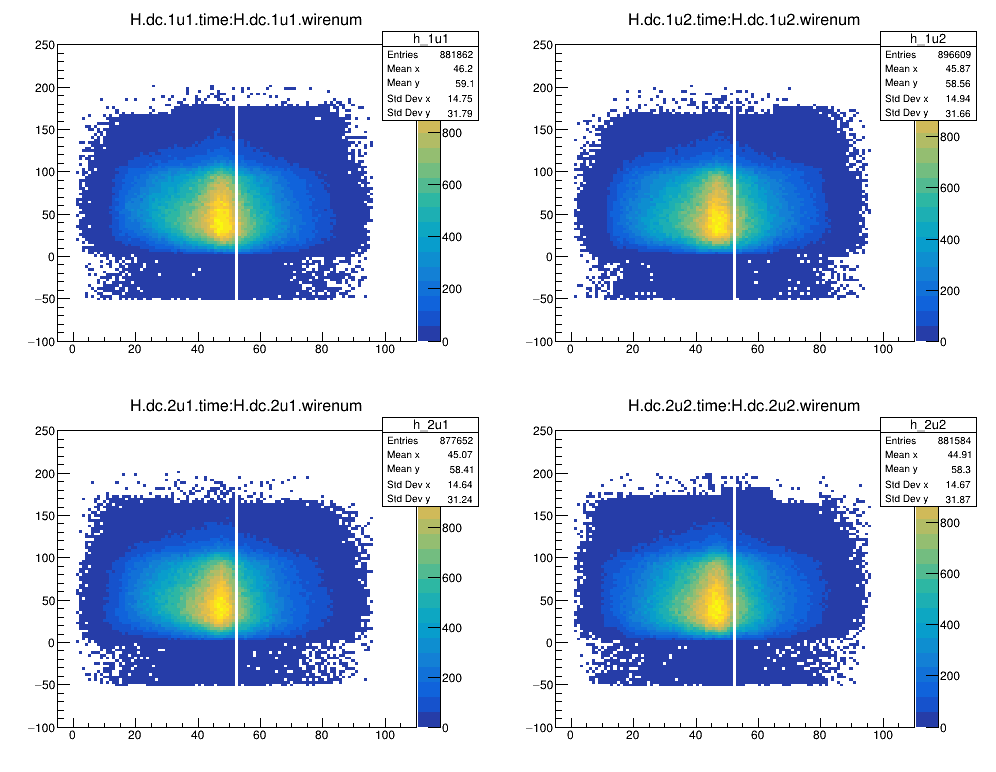 H.dc.1u1.time:H.dc.1u1.wirenum
h_1u1
Entries 881862
Mean x 46.2
Mean y 59.1
Std Dev x 14.75
Std Dev y 31.79
250
200
150
100
50
0
−50
−100
0 20 40 60 80 100
800
600
400
200
0
H.dc.1u2.time:H.dc.1u2.wirenum
h_1u2
Entries 896609
Mean x 45.87
Mean y 58.56
Std Dev x 14.94
Std Dev y 31.66
250
200
150
100
50
0
−50
−100
0 20 40 60 80 100
800
600
400
200
0
H.dc.2u1.time:H.dc.2u1.wirenum
h_2u1
Entries 877652
Mean x 45.07
Mean y 58.41
Std Dev x 14.64
Std Dev y 31.24
250
200
150
100
50
0
−50
−100
0 20 40 60 80 100
800
600
400
200
0
H.dc.2u2.time:H.dc.2u2.wirenum
h_2u2
Entries 881584
Mean x 44.91
Mean y 58.3
Std Dev x 14.67
Std Dev y 31.87
250
200
150
100
50
0
−50
−100
0 20 40 60 80 100
800
600
400
200
0